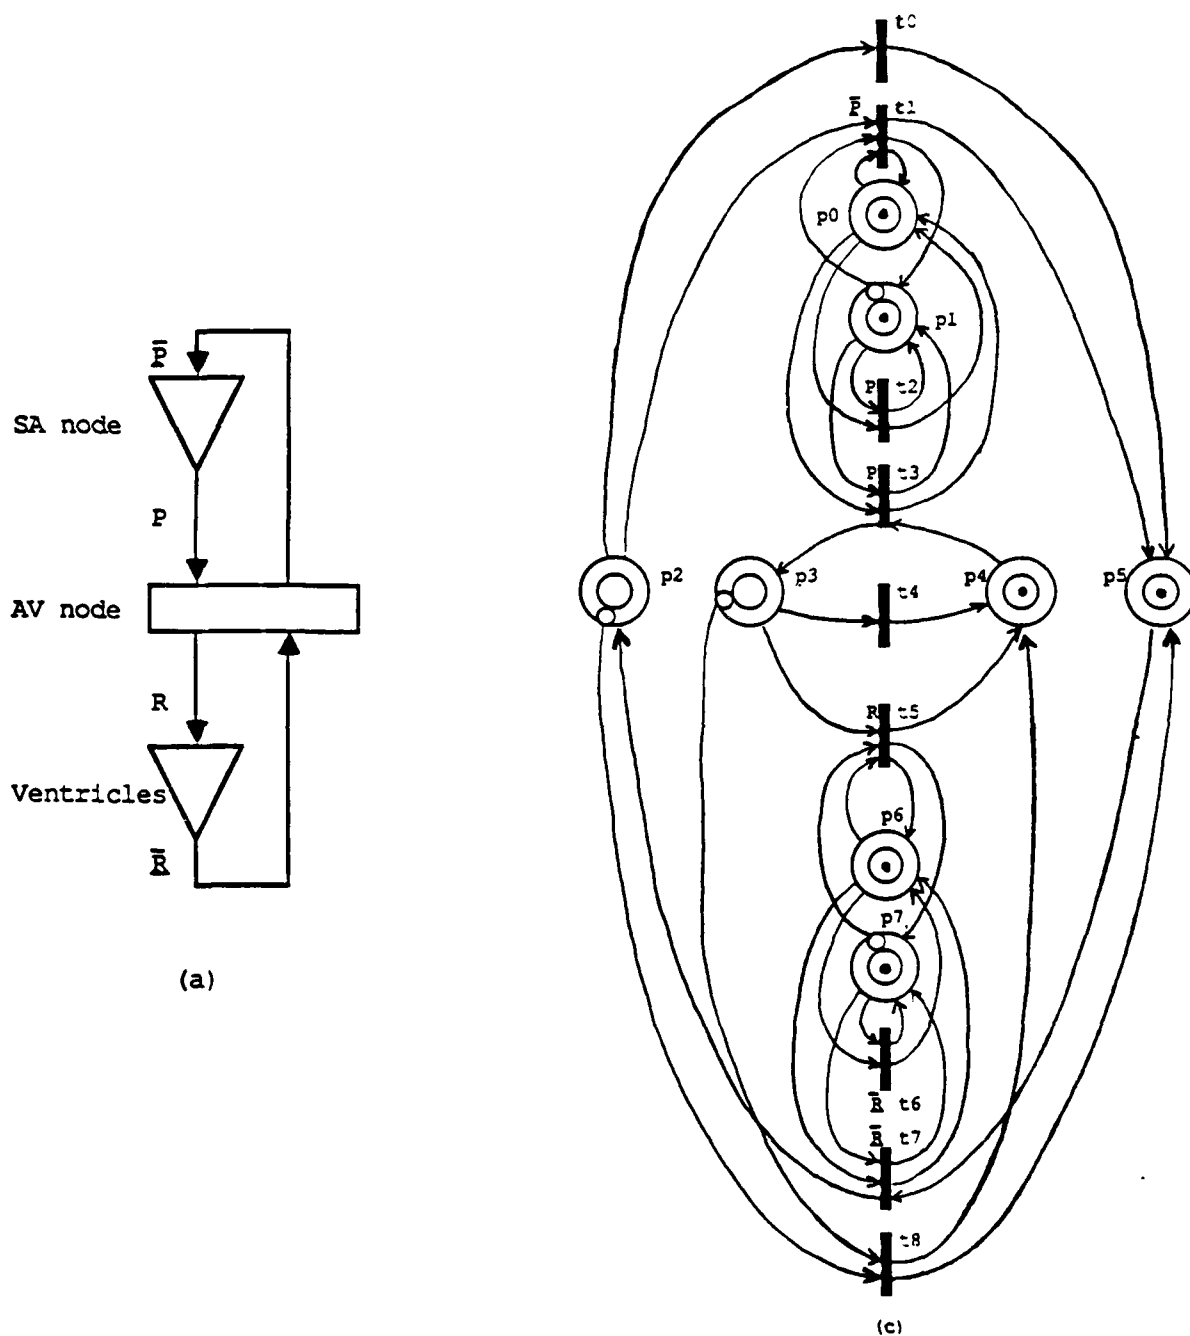 P̅
SA node
P
AV node
R
Ventricles
R̅
(a)
t0
P̅ t1
p0
p1
P t2
P t3
p2
p3
t4
p4
p5
R t5
p6
p7
R̅ t6
R̅ t7
t8
(c)